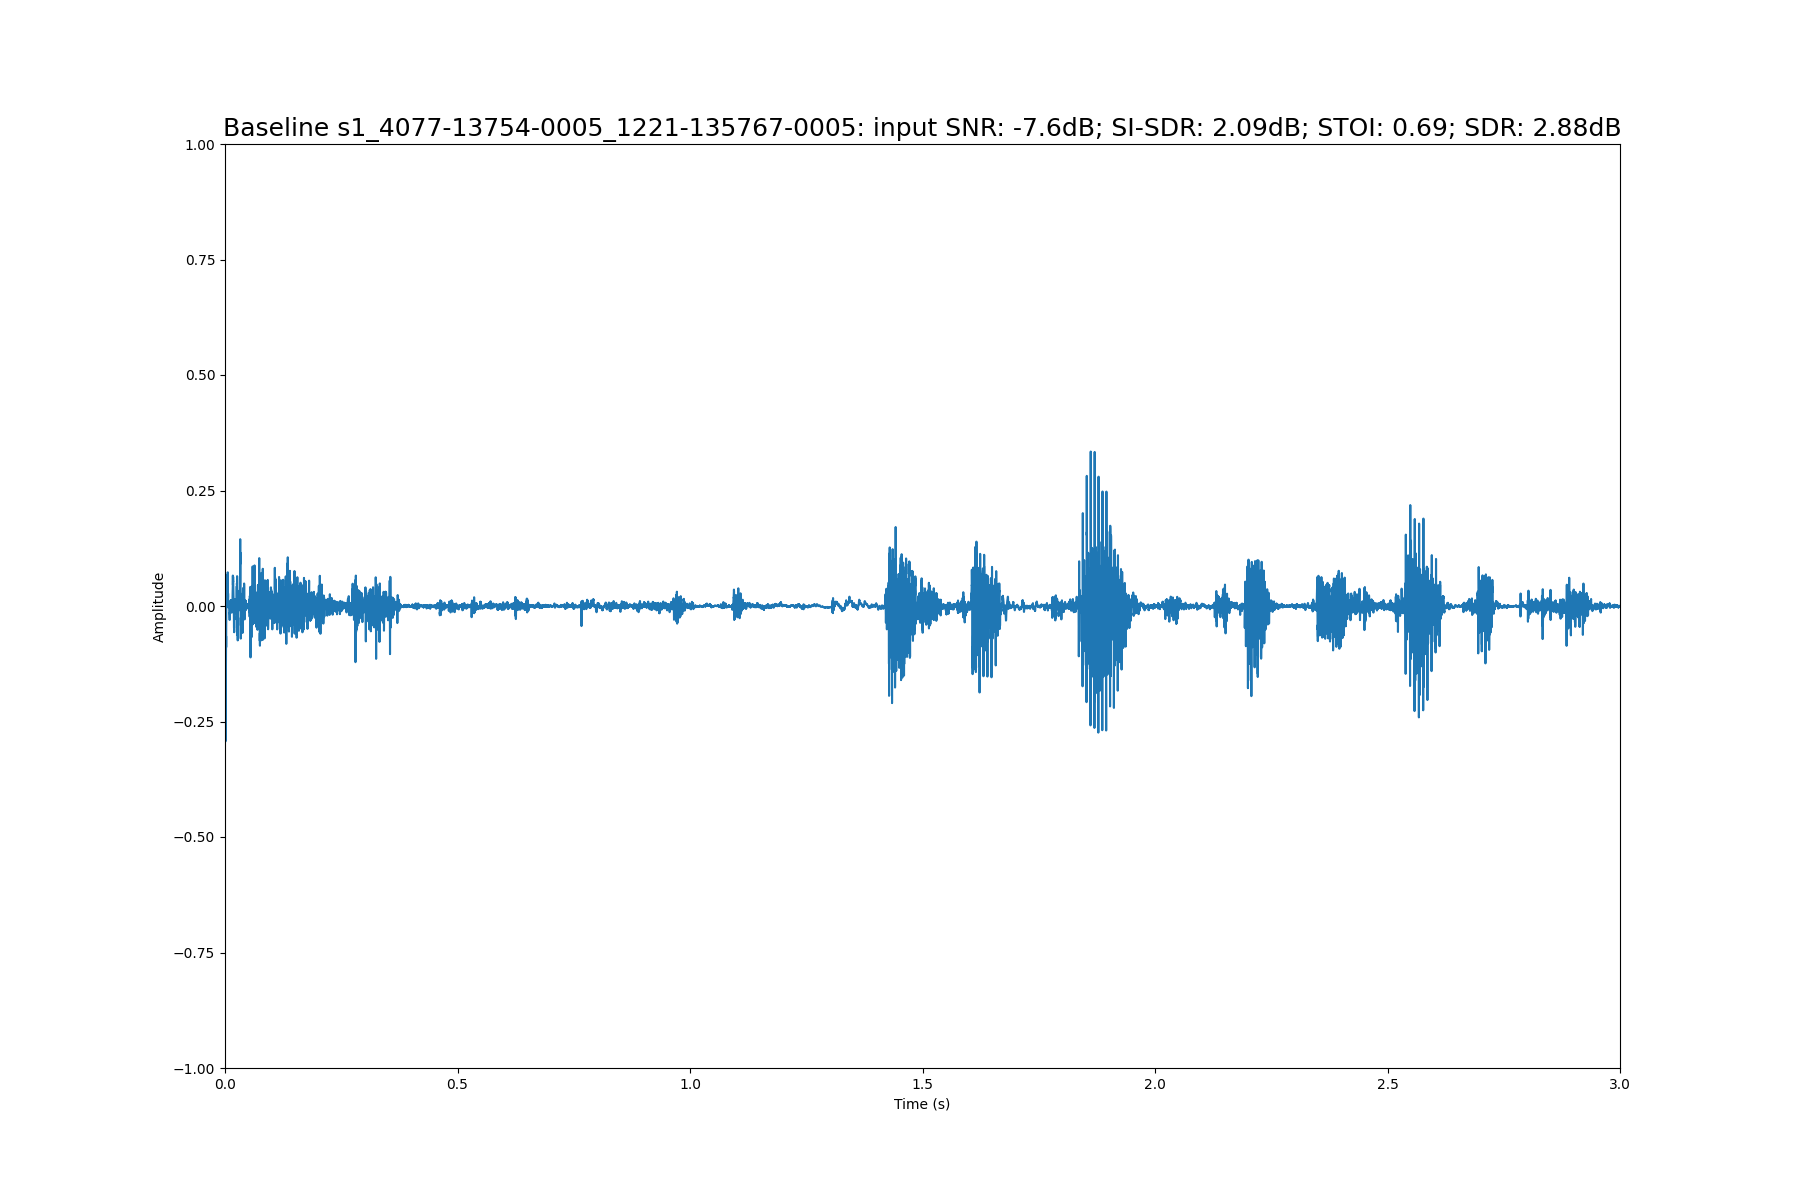 Baseline s1_4077-13754-0005_1221-135767-0005: input SNR: -7.6dB; SI-SDR: 2.09dB; STOI: 0.69; SDR: 2.88dB
1.00
0.75
0.50
0.25
0.00
−0.25
−0.50
−0.75
−1.00
Amplitude
0.0 0.5 1.0 1.5 2.0 2.5 3.0
Time (s)